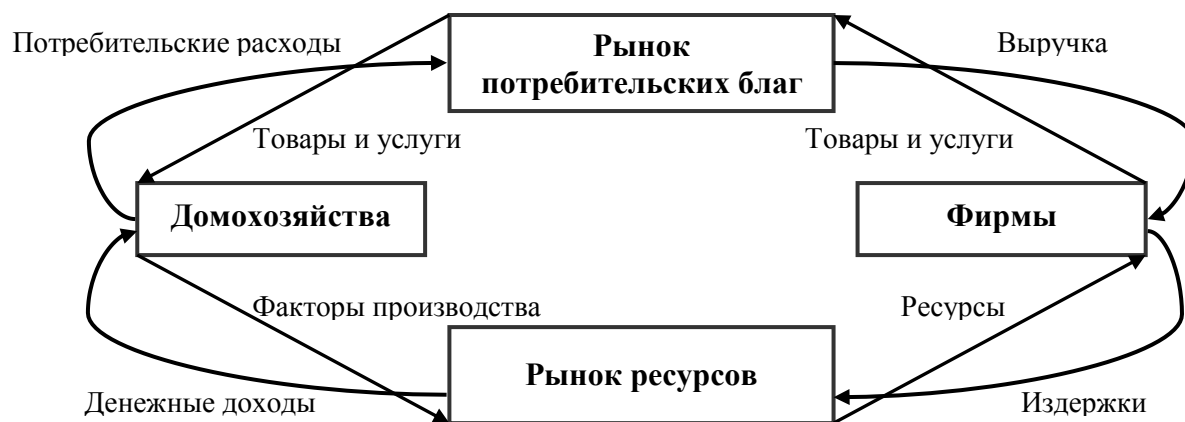 Потребительские расходы
Рынок
потребительских благ
Выручка
Товары и услуги
Товары и услуги
Домохозяйства
Фирмы
Факторы производства
Ресурсы
Рынок ресурсов
Денежные доходы
Издержки